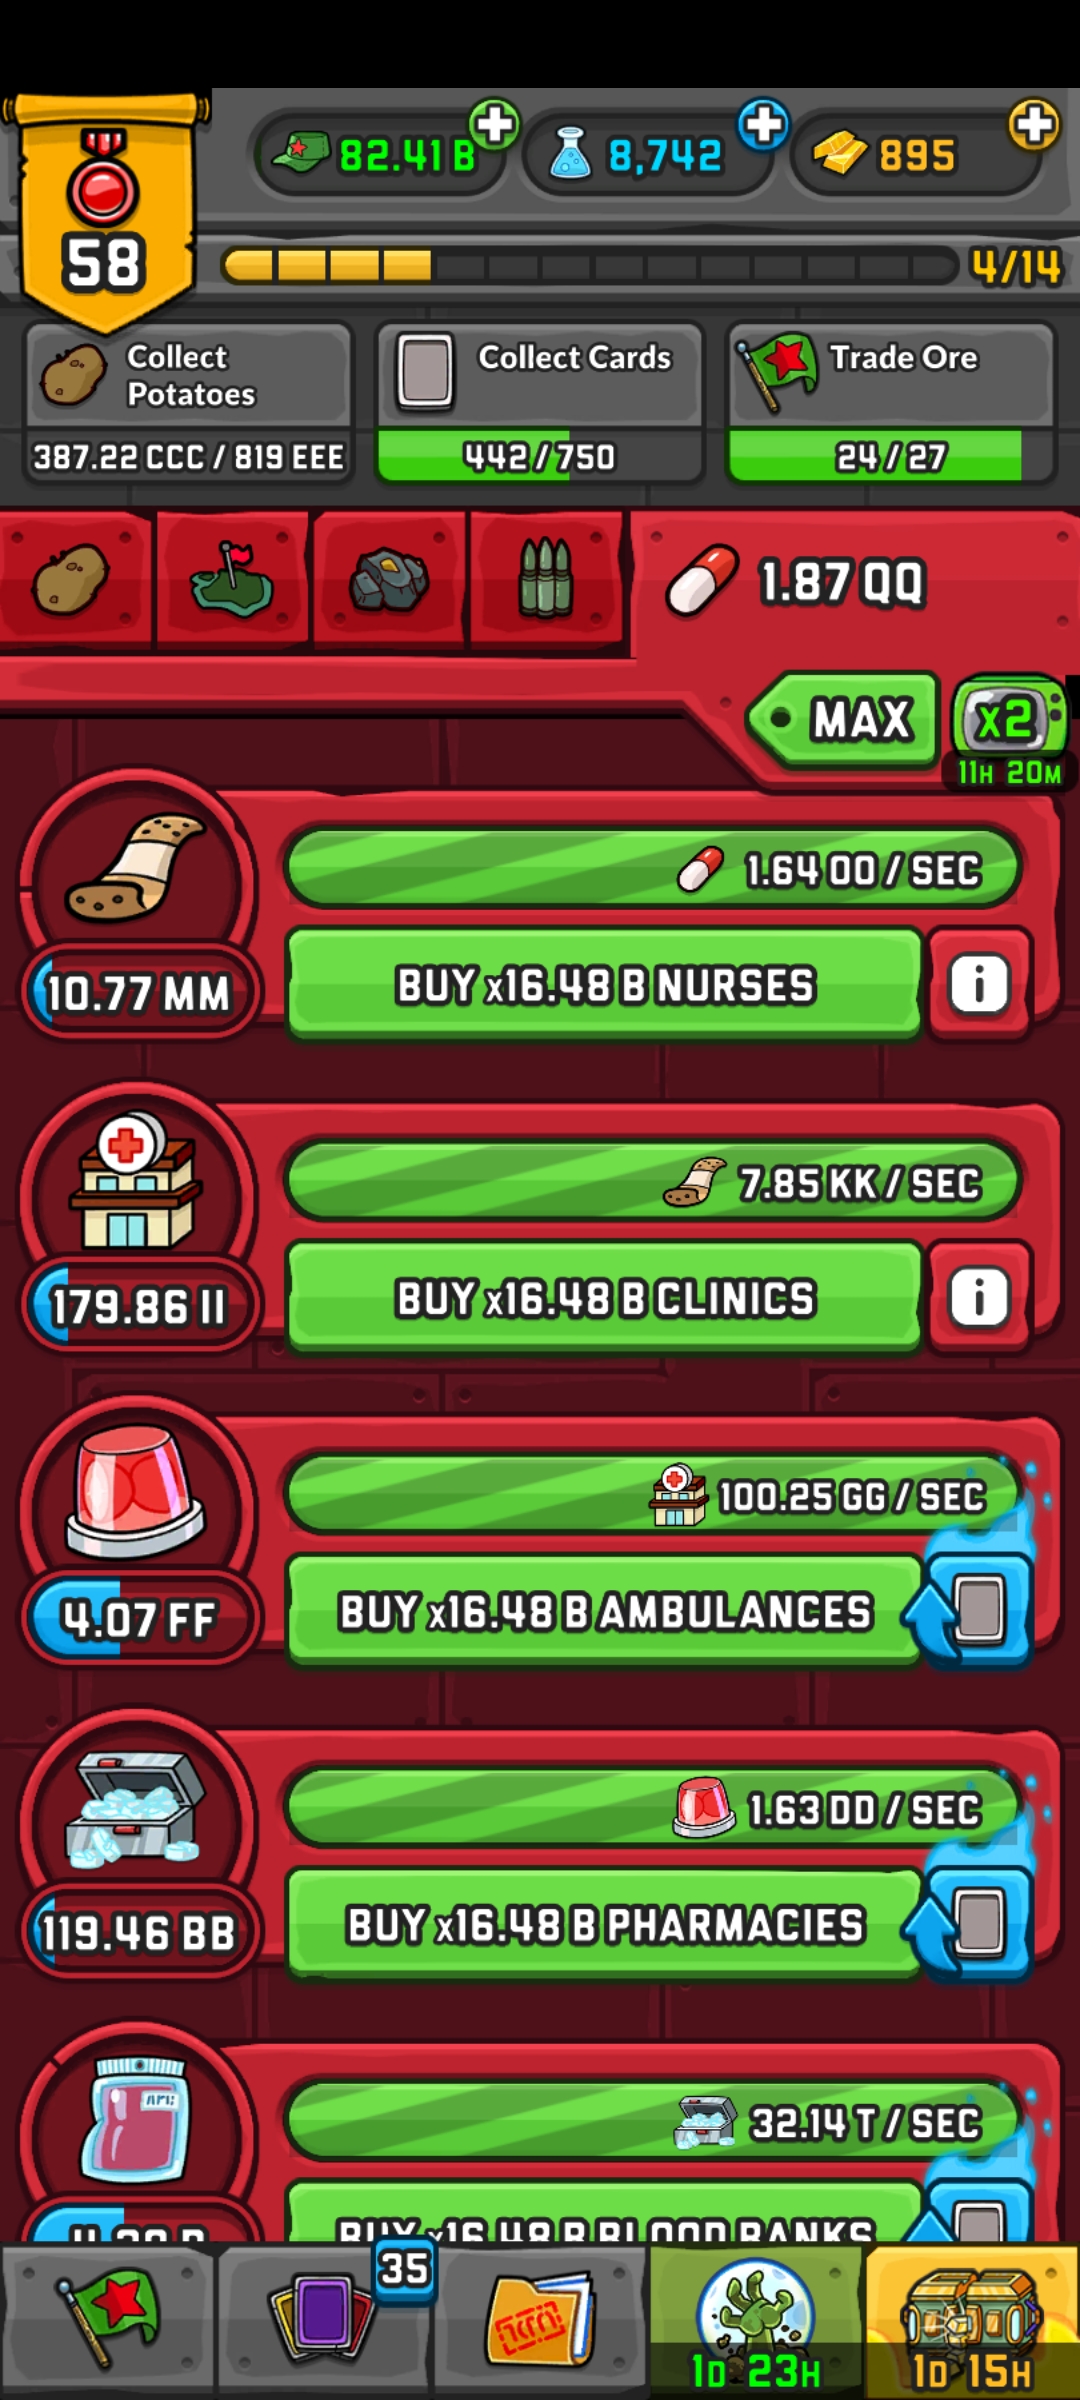 58
82.41 B
8,742
895
4/14
Collect
Potatoes
387.22 CCC / 819 EEE
Collect Cards
442/750
Trade Ore
24/27
1.87 QQ
MAX
x2
11H 20M
1.64 OO / SEC
10.77 MM
BUY x16.48 B NURSES
i
7.85 KK / SEC
179.86 II
BUY x16.48 B CLINICS
i
100.25 GG / SEC
4.07 FF
BUY x16.48 B AMBULANCES
1.63 DD / SEC
119.46 BB
BUY x16.48 B PHARMACIES
32.14 T / SEC
BUY x16.48 B BLOOD BANKS
35
1D 23H
1D 15H